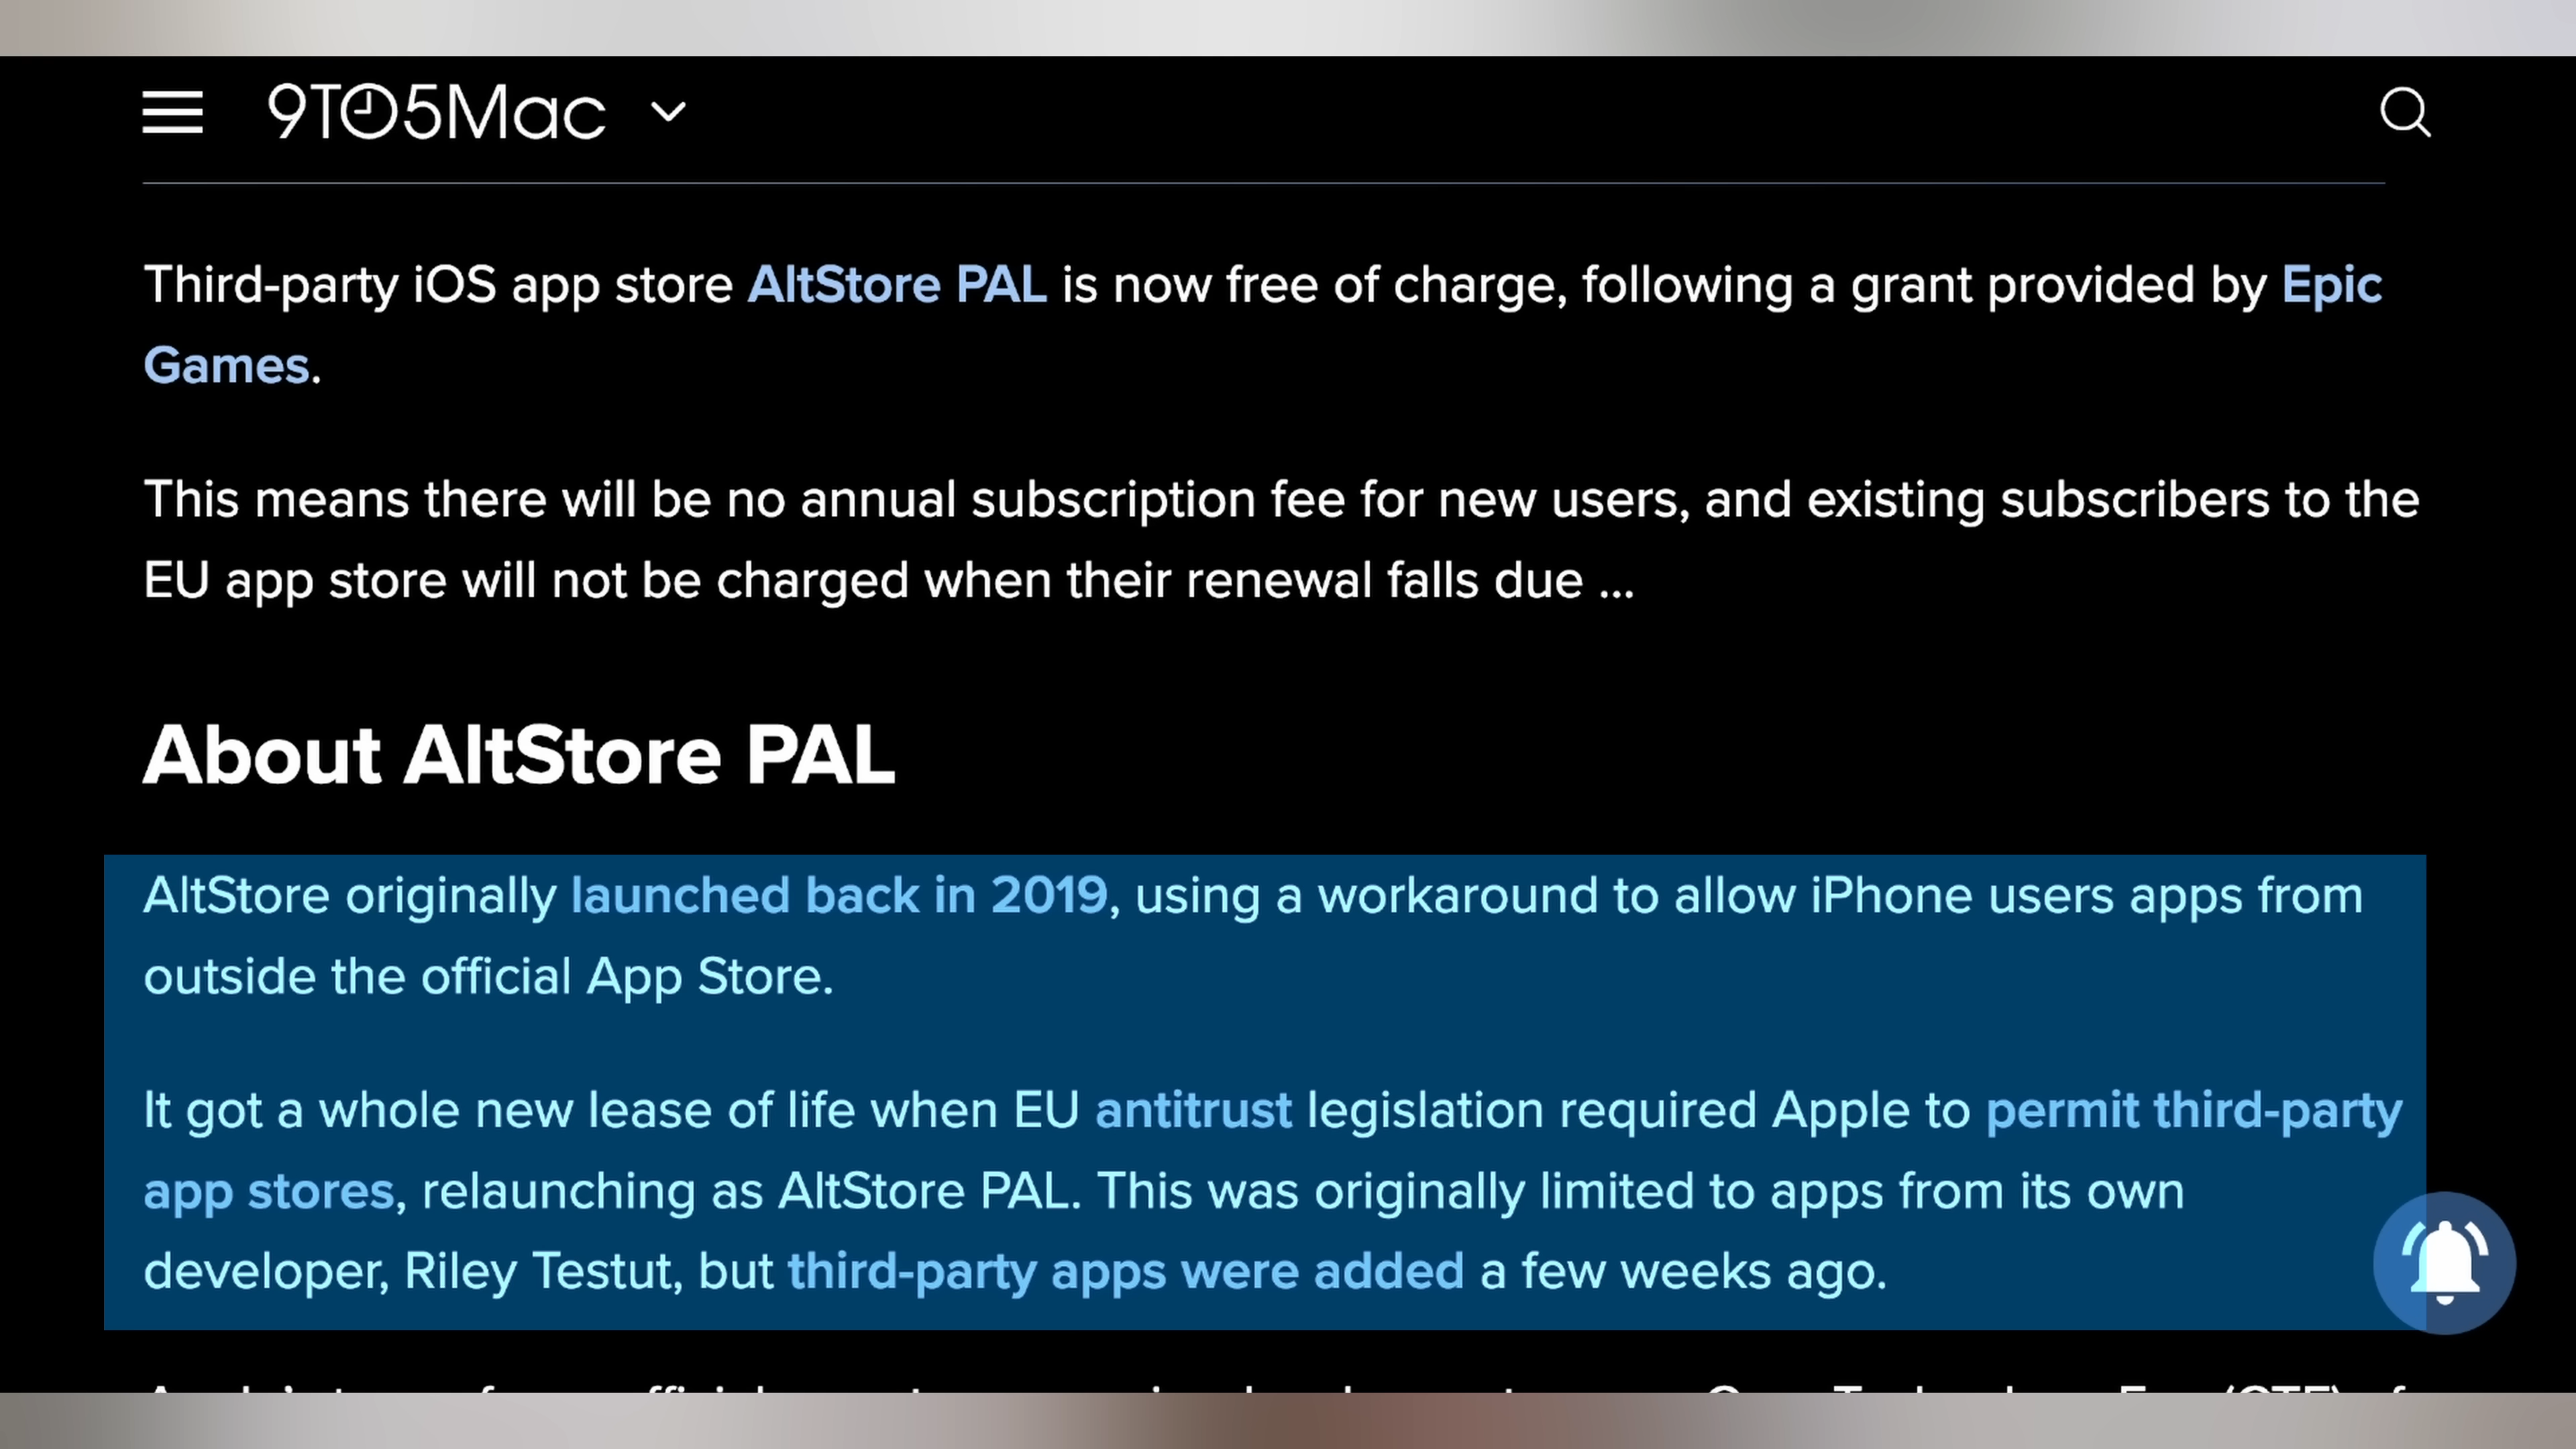 9TO5Mac
Third-party iOS app store AltStore PAL is now free of charge, following a grant provided by Epic
Games.
This means there will be no annual subscription fee for new users, and existing subscribers to the
EU app store will not be charged when their renewal falls due ...
About AltStore PAL
AltStore originally launched back in 2019, using a workaround to allow iPhone users apps from
outside the official App Store.
It got a whole new lease of life when EU antitrust legislation required Apple to permit third-party
app stores, relaunching as AltStore PAL. This was originally limited to apps from its own
developer, Riley Testut, but third-party apps were added a few weeks ago.